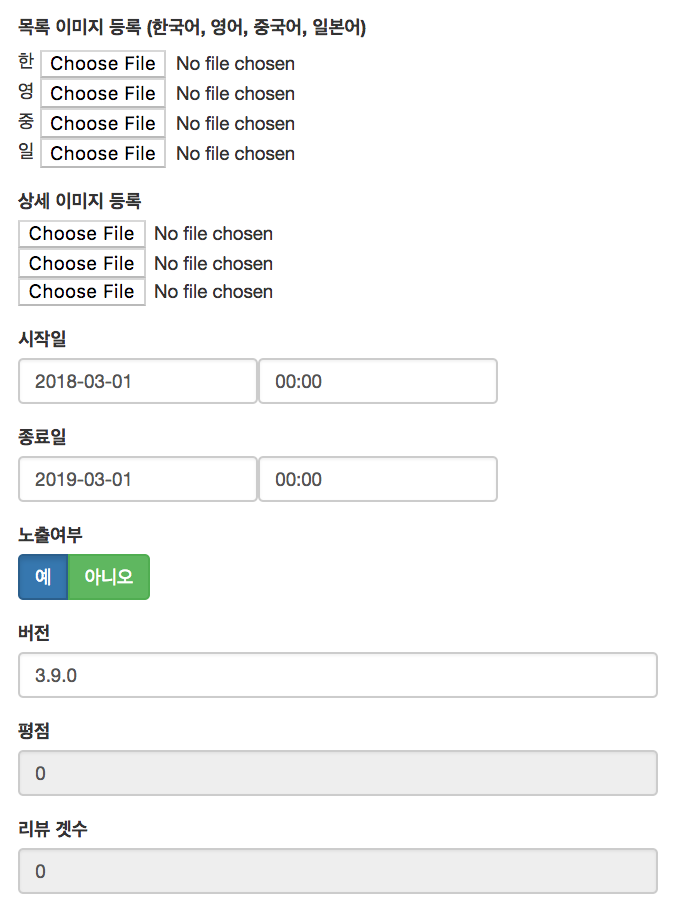 목록 이미지 등록 (한국어, 영어, 중국어, 일본어)
한 Choose File No file chosen
영 Choose File No file chosen
중 Choose File No file chosen
일 Choose File No file chosen
상세 이미지 등록
Choose File No file chosen
Choose File No file chosen
Choose File No file chosen
시작일
2018-03-01 00:00
종료일
2019-03-01 00:00
노출여부
예 아니오
버전
3.9.0
평점
0
리뷰 곗수
0